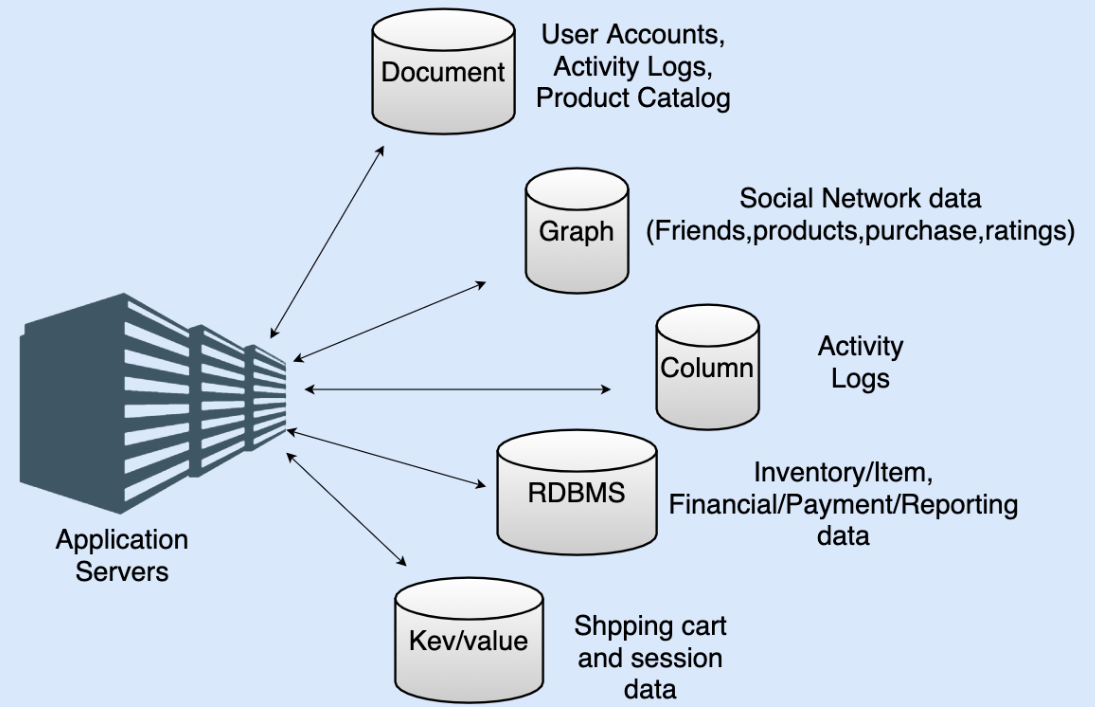 Document
User Accounts,
Activity Logs,
Product Catalog
Graph
Social Network data
(Friends,products,purchase,ratings)
Column
Activity
Logs
RDBMS
Inventory/Item,
Financial/Payment/Reporting
data
Application
Servers
Kev/value
Shpping cart
and session
data